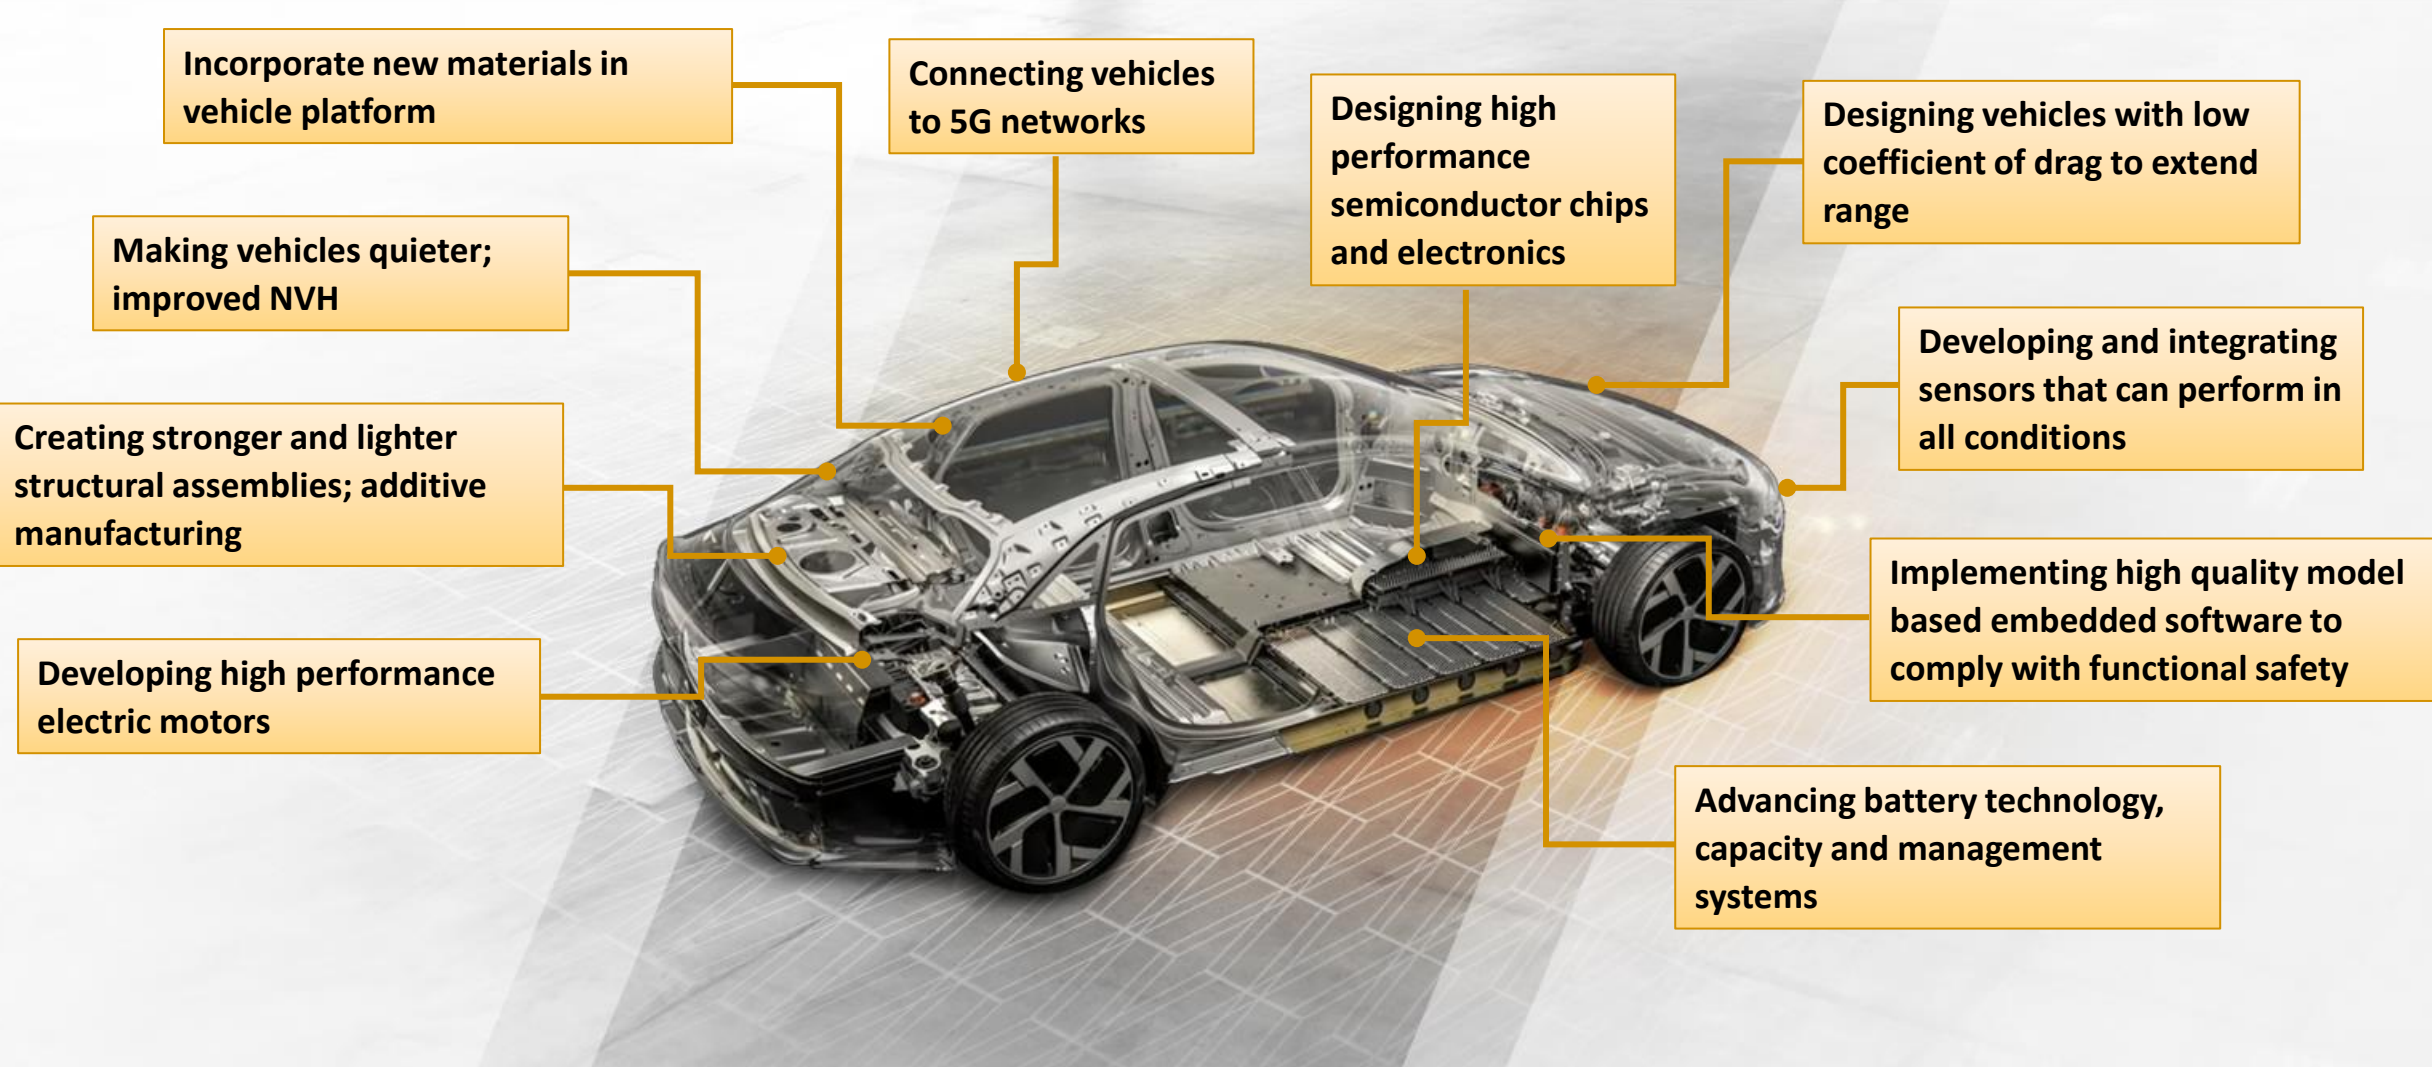 Incorporate new materials in
vehicle platform
Connecting vehicles
to 5G networks
Designing high
performance
semiconductor chips
and electronics
Designing vehicles with low
coefficient of drag to extend
range
Making vehicles quieter;
improved NVH
Developing and integrating
sensors that can perform in
all conditions
Creating stronger and lighter
structural assemblies; additive
manufacturing
Implementing high quality model
based embedded software to
comply with functional safety
Developing high performance
electric motors
Advancing battery technology,
capacity and management
systems